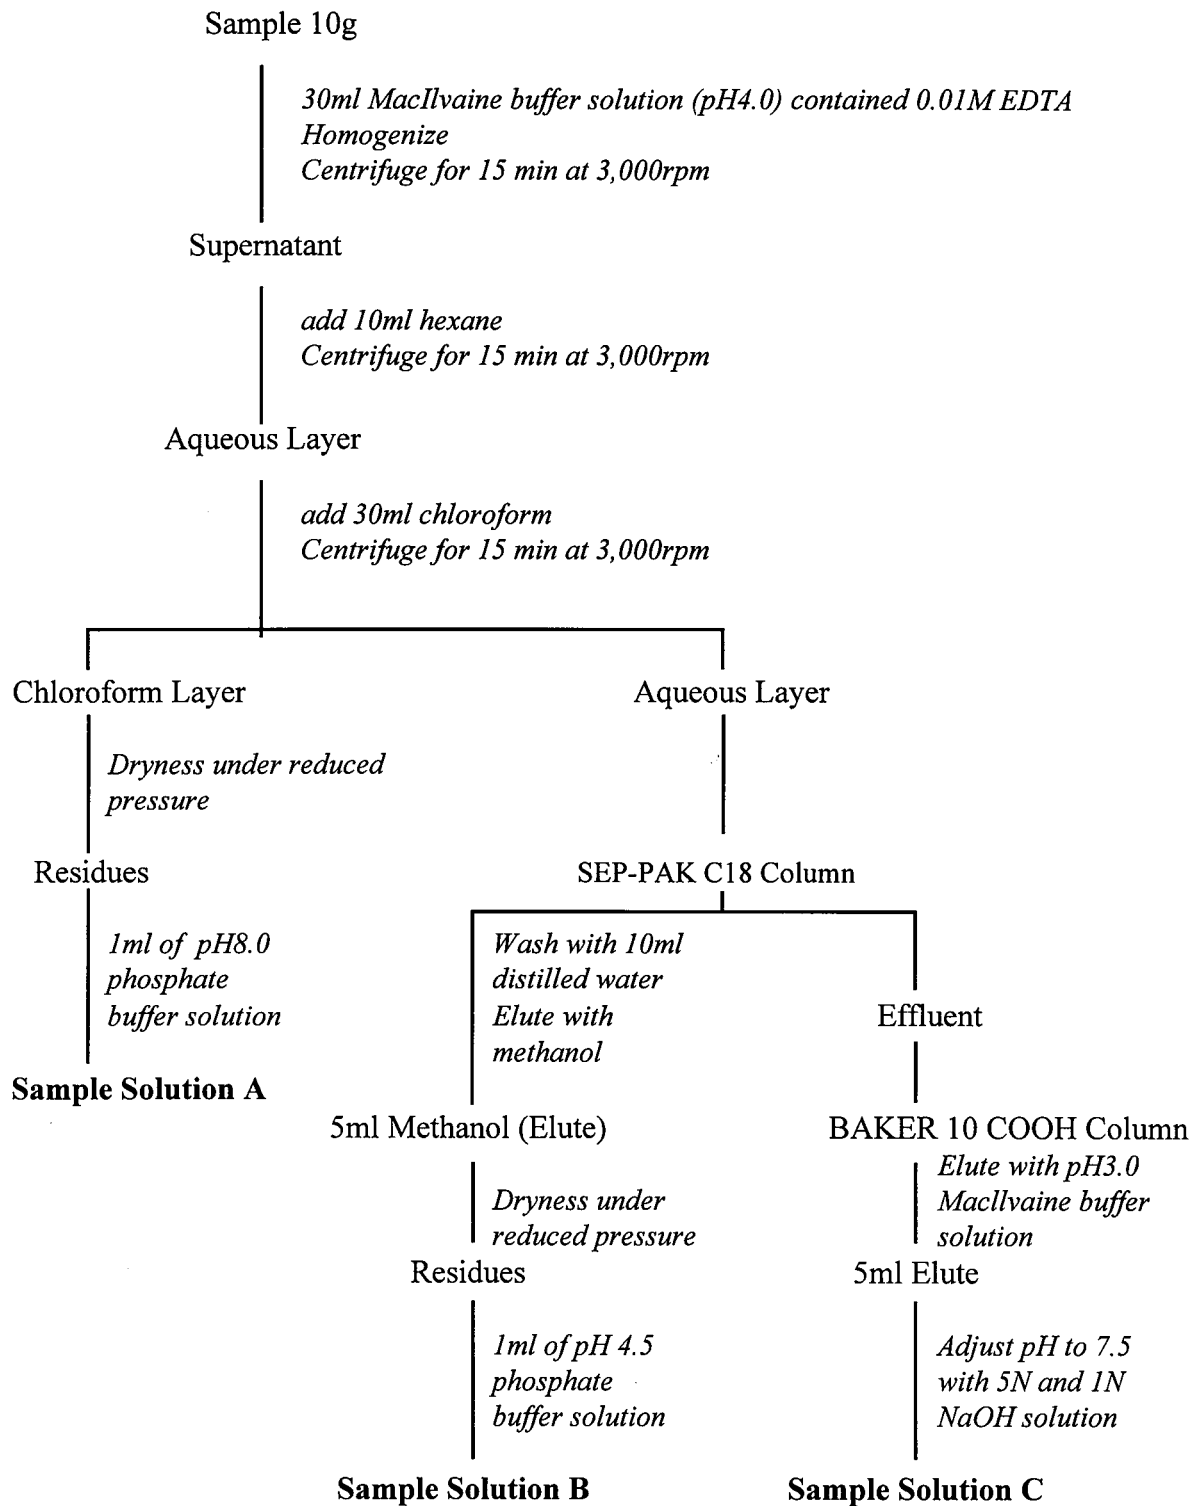 Sample 10g
30ml MacIlvaine buffer solution (pH4.0) contained 0.01M EDTA
Homogenize
Centrifuge for 15 min at 3,000rpm
Supernatant
add 10ml hexane
Centrifuge for 15 min at 3,000rpm
Aqueous Layer
add 30ml chloroform
Centrifuge for 15 min at 3,000rpm
Chloroform Layer
Aqueous Layer
Dryness under reduced
pressure
Residues
SEP-PAK C18 Column
1ml of pH8.0
phosphate
buffer solution
Sample Solution A
Wash with 10ml
distilled water
Elute with
methanol
Effluent
5ml Methanol (Elute)
BAKER 10 COOH Column
Dryness under
reduced pressure
Elute with pH3.0
MacIlvaine buffer
solution
Residues
5ml Elute
1ml of pH 4.5
phosphate
buffer solution
Adjust pH to 7.5
with 5N and 1N
NaOH solution
Sample Solution B
Sample Solution C